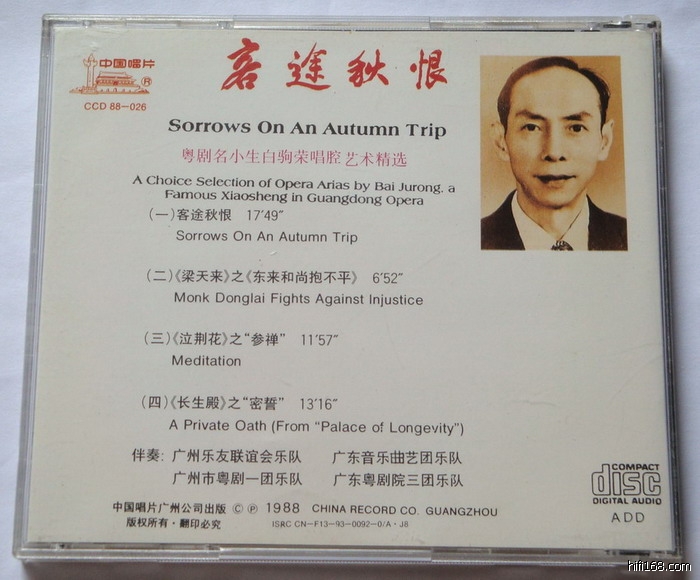 中国唱片
®
CCD 88-026
客途秋恨
Sorrows On An Autumn Trip
粤剧名小生白驹荣唱腔艺术精选
A Choice Selection of Opera Arias by Bai Jurong. a
Famous Xiaosheng in Guangdong Opera
(一)客途秋恨 17'49"
Sorrows On An Autumn Trip
(二)《梁天来》之《东来和尚抱不平》 6'52"
Monk Donglai Fights Against Injustice
(三)《泣荆花》之“参禅” 11'57"
Meditation
(四)《长生殿》之“密誓” 13'16"
A Private Oath (From “Palace of Longevity”)
伴奏: 广州乐友联谊会乐队 广东音乐曲艺团乐队
广州市粤剧一团乐队 广东粤剧院三团乐队
COMPACT
disc
DIGITAL AUDIO
ADD
中国唱片广州公司出版 © ℗ 1988 CHINA RECORD CO. GUANGZHOU
版权所有·翻印必究 ISRC CN-F13-93-0092-0/A·J8
hifi168.com